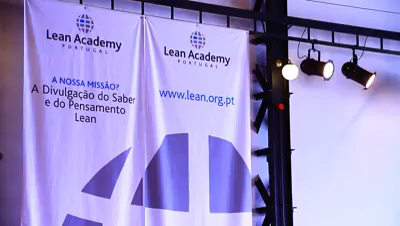 Lean Academy
PORTUGAL
A NOSSA MISSÃO?
A Divulgação do Saber
e do Pensamento
Lean
Lean Academy
PORTUGAL
www.lean.org.pt